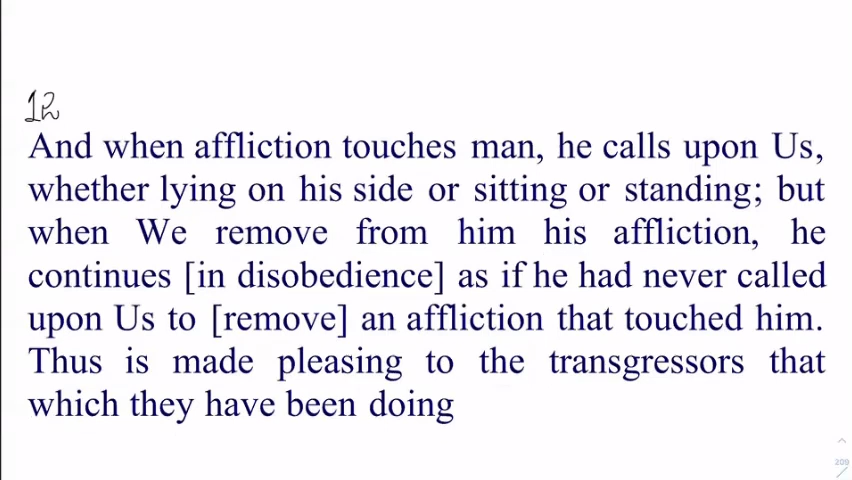 12
And when affliction touches man, he calls upon Us,
whether lying on his side or sitting or standing; but
when We remove from him his affliction, he
continues [in disobedience] as if he had never called
upon Us to [remove] an affliction that touched him.
Thus is made pleasing to the transgressors that
which they have been doing
209